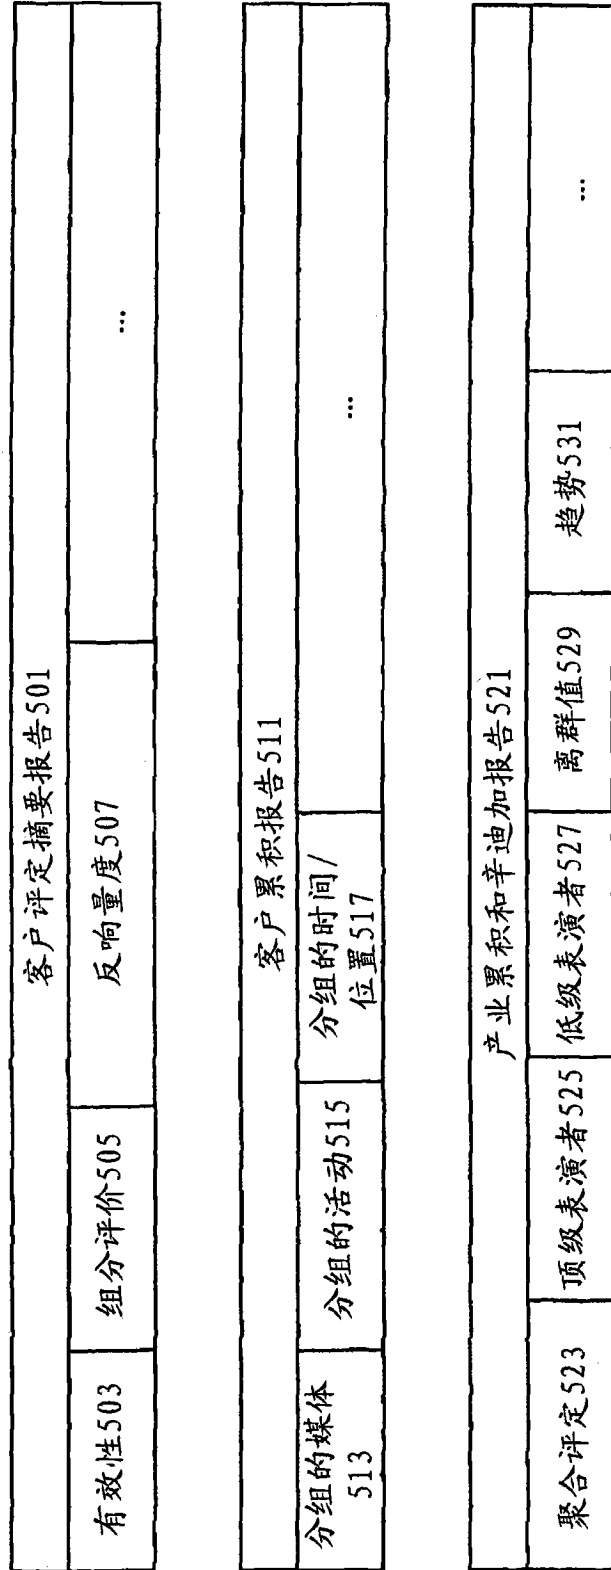 客户评定摘要报告501
有效性503
组分评价505
反响量度507
...
客户累积报告511
分组的媒体
513
分组的活动515
分组的时间/
位置517
...
产业累积和辛迪加报告521
聚合评定523
顶级表演者525
低级表演者527
离群值529
趋势531
...